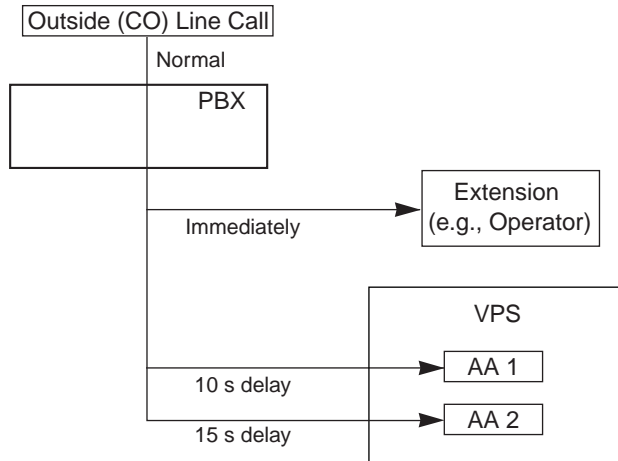 Outside (CO) Line Call
Normal
PBX
Immediately
Extension
(e.g., Operator)
VPS
AA 1
10 s delay
AA 2
15 s delay